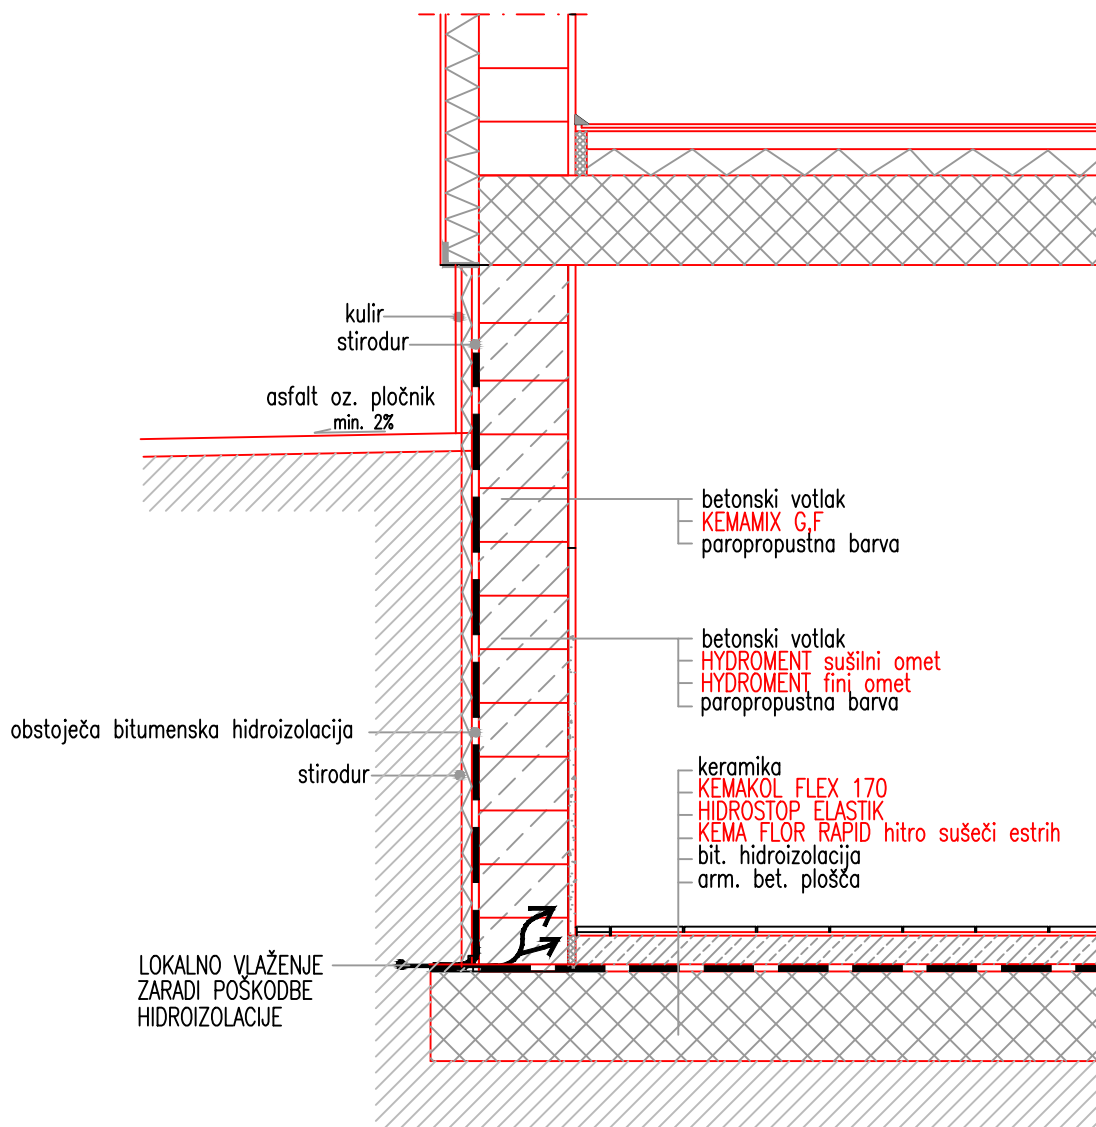 kulir
stirodur
asfalt oz. pločnik
min. 2%
betonski votlak
KEMAMIX G,F
paropropustna barva
betonski votlak
HYDROMENT sušilni omet
HYDROMENT fini omet
paropropustna barva
obstoječa bitumenska hidroizolacija
stirodur
keramika
KEMAKOL FLEX 170
HIDROSTOP ELASTIK
KEMA FLOR RAPID hitro sušeči estrih
bit. hidroizolacija
arm. bet. plošča
LOKALNO VLAŽENJE
ZARADI POŠKODBE
HIDROIZOLACIJE